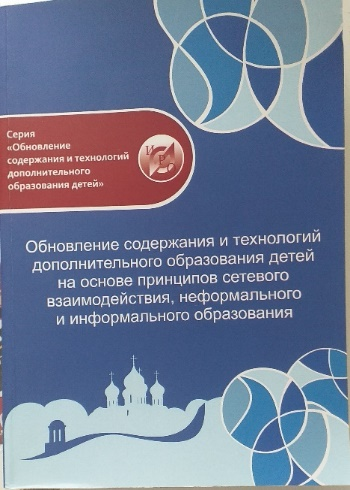 Серия
«Обновление
содержания и технологий
дополнительного
образования детей»
ИРО
Обновление содержания и технологий
дополнительного образования детей
на основе принципов сетевого
взаимодействия, неформального
и информального образования